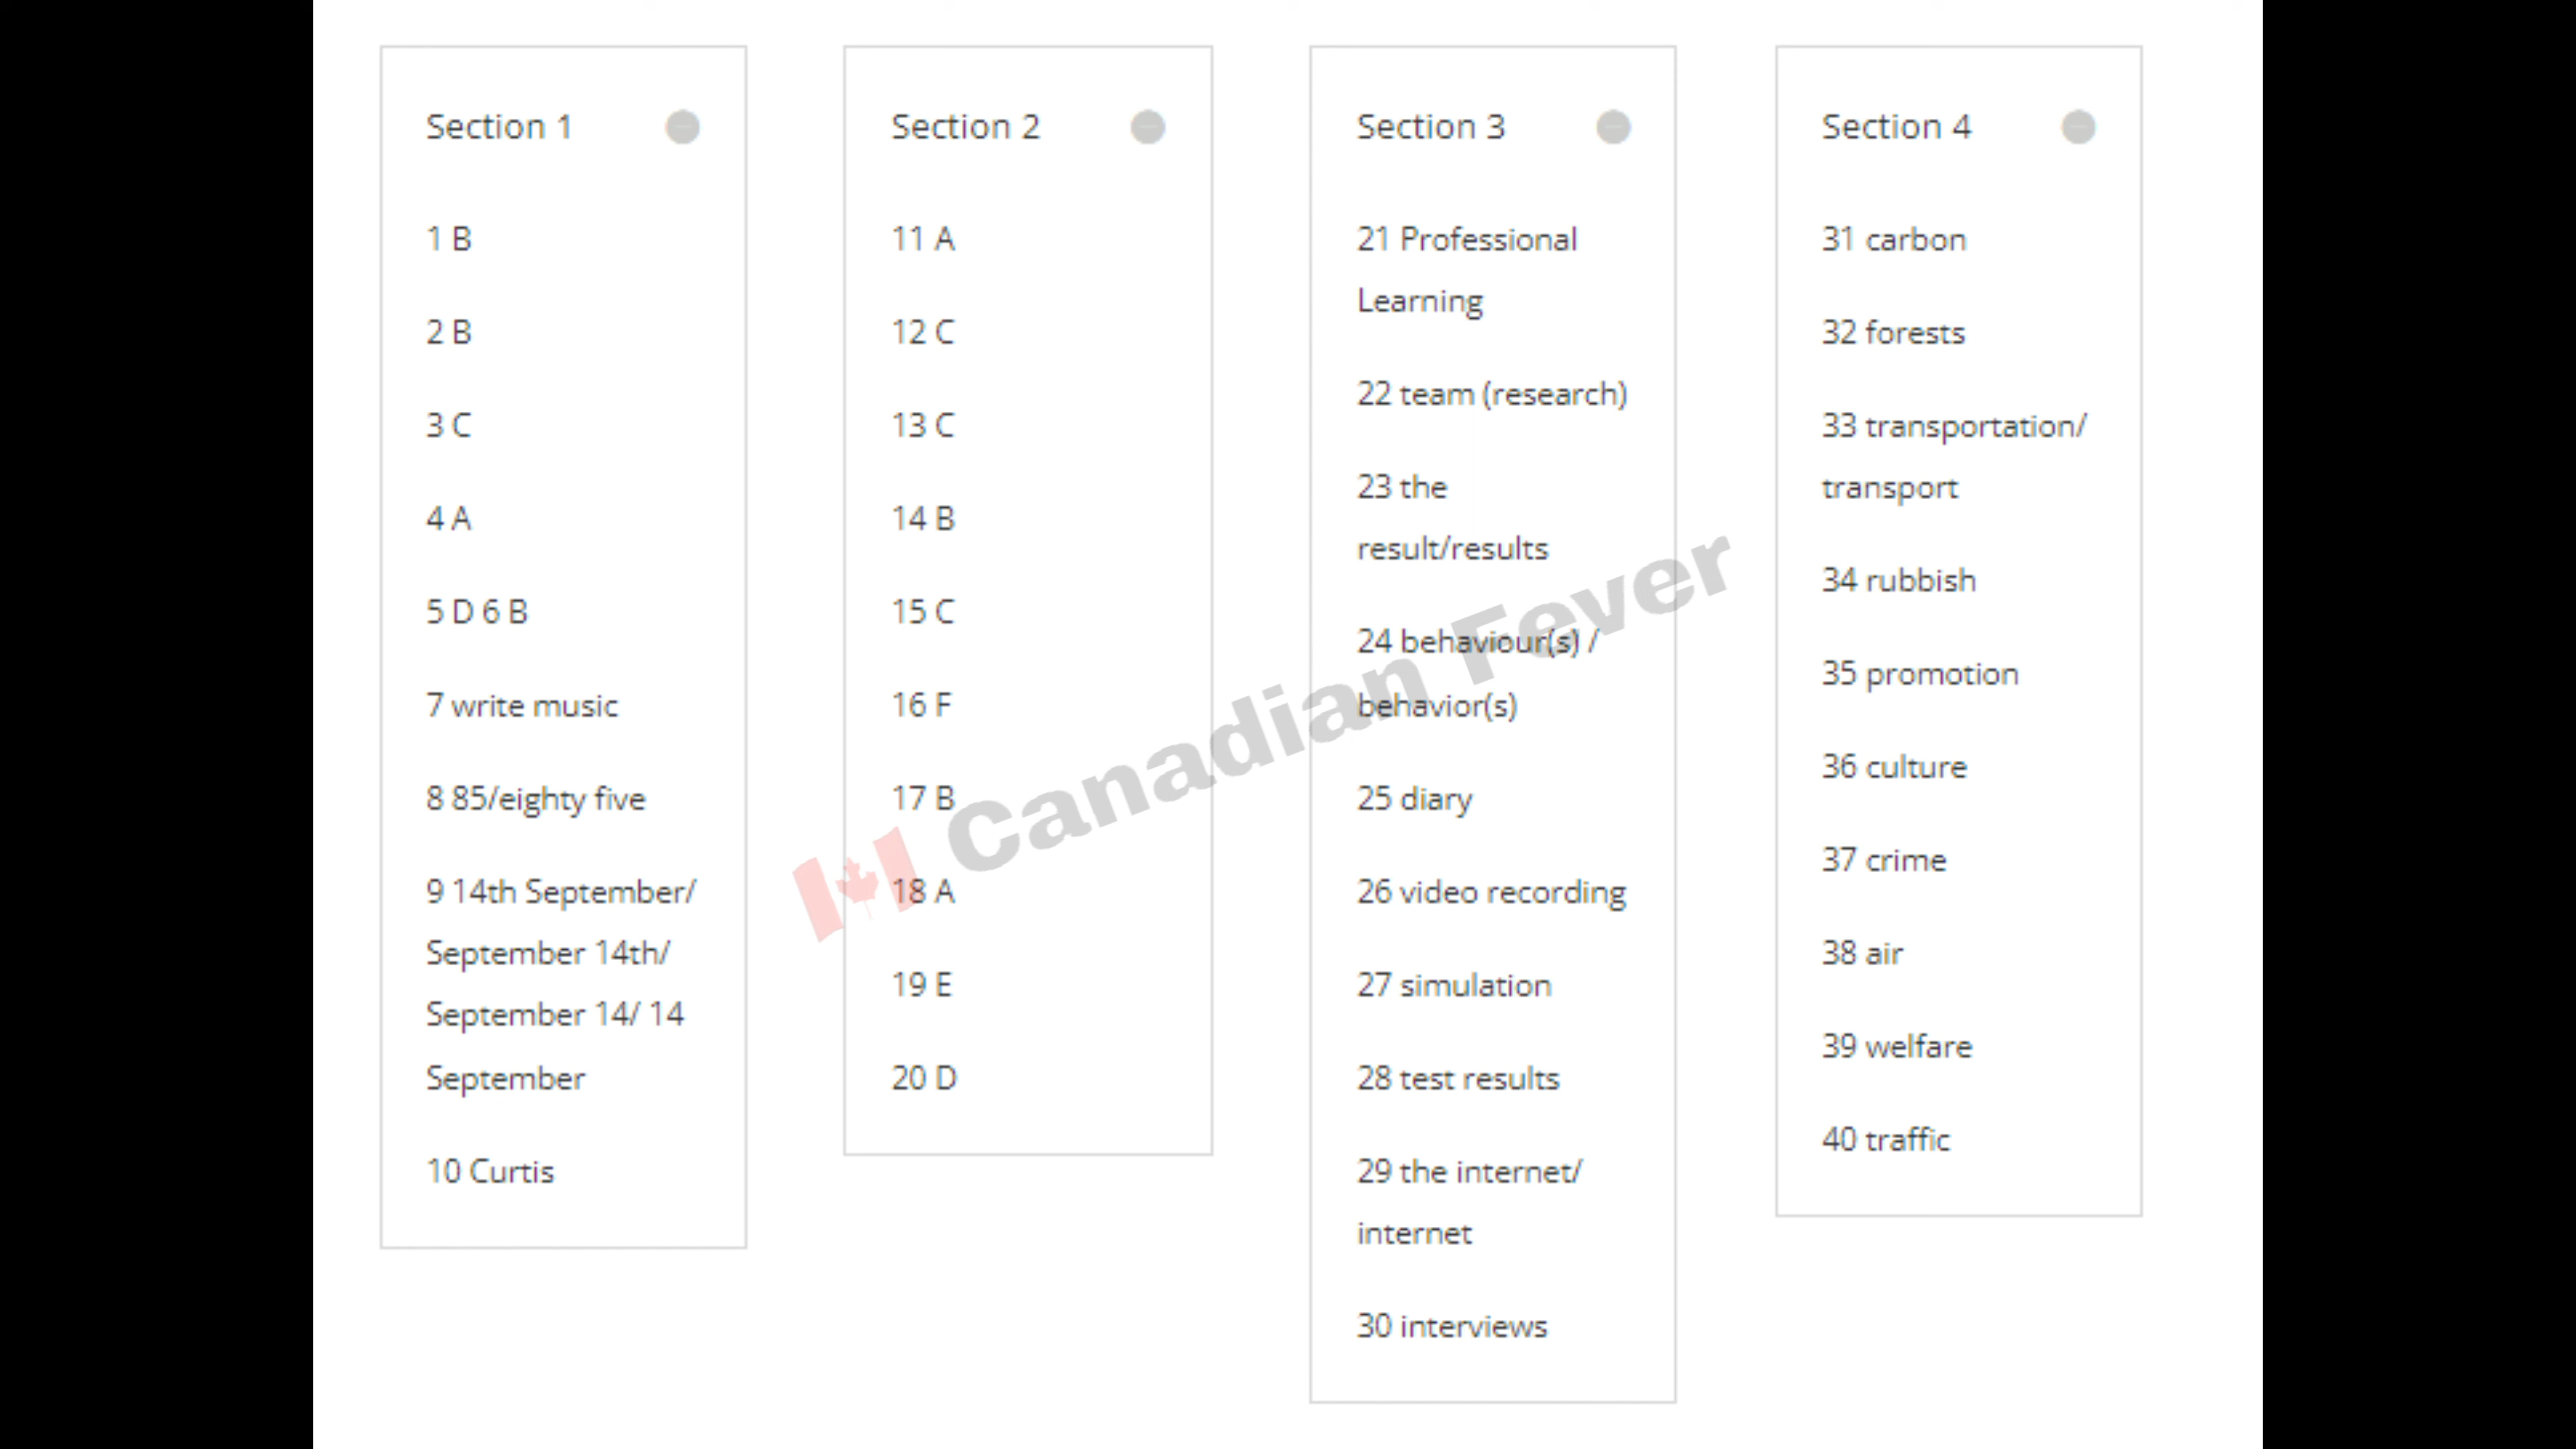 Section 1
1 B
2 B
3 C
4 A
5 D 6 B
7 write music
8 85/eighty five
9 14th September/
September 14th/
September 14/ 14
September
10 Curtis
Section 2
11 A
12 C
13 C
14 B
15 C
16 F
17 B
18 A
19 E
20 D
Section 3
21 Professional
Learning
22 team (research)
23 the
result/results
24 behaviour(s) /
behavior(s)
25 diary
26 video recording
27 simulation
28 test results
29 the internet/
internet
30 interviews
Section 4
31 carbon
32 forests
33 transportation/
transport
34 rubbish
35 promotion
36 culture
37 crime
38 air
39 welfare
40 traffic
Canadian Fever